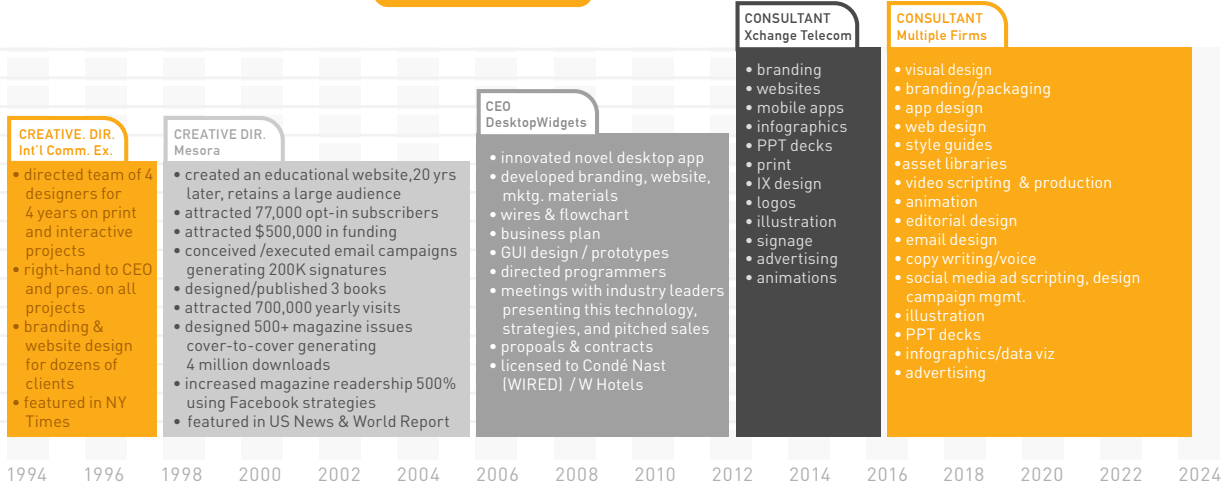 CREATIVE. DIR.
Int'l Comm. Ex.
• directed team of 4
designers for
4 years on print
and interactive
projects
• right-hand to CEO
and pres. on all
projects
• branding &
website design
for dozens of
clients
• featured in NY
Times
CREATIVE DIR.
Mesora
• created an educational website,20 yrs
later, retains a large audience
• attracted 77,000 opt-in subscribers
• attracted $500,000 in funding
• conceived /executed email campaigns
generating 200K signatures
• designed/published 3 books
• attracted 700,000 yearly visits
• designed 500+ magazine issues
cover-to-cover generating
4 million downloads
• increased magazine readership 500%
using Facebook strategies
• featured in US News & World Report
CEO
DesktopWidgets
• innovated novel desktop app
• developed branding, website,
mktg. materials
• wires & flowchart
• business plan
• GUI design / prototypes
• directed programmers
• meetings with industry leaders
presenting this technology,
strategies, and pitched sales
• propoals & contracts
• licensed to Condé Nast
(WIRED) / W Hotels
CONSULTANT
Xchange Telecom
• branding
• websites
• mobile apps
• infographics
• PPT decks
• print
• IX design
• logos
• illustration
• signage
• advertising
• animations
CONSULTANT
Multiple Firms
• visual design
• branding/packaging
• app design
• web design
• style guides
•asset libraries
• video scripting & production
• animation
• editorial design
• email design
• copy writing/voice
• social media ad scripting, design
campaign mgmt.
• illustration
• PPT decks
• infographics/data viz
• advertising
1994 1996 1998 2000 2002 2004 2006 2008 2010 2012 2014 2016 2018 2020 2022 2024